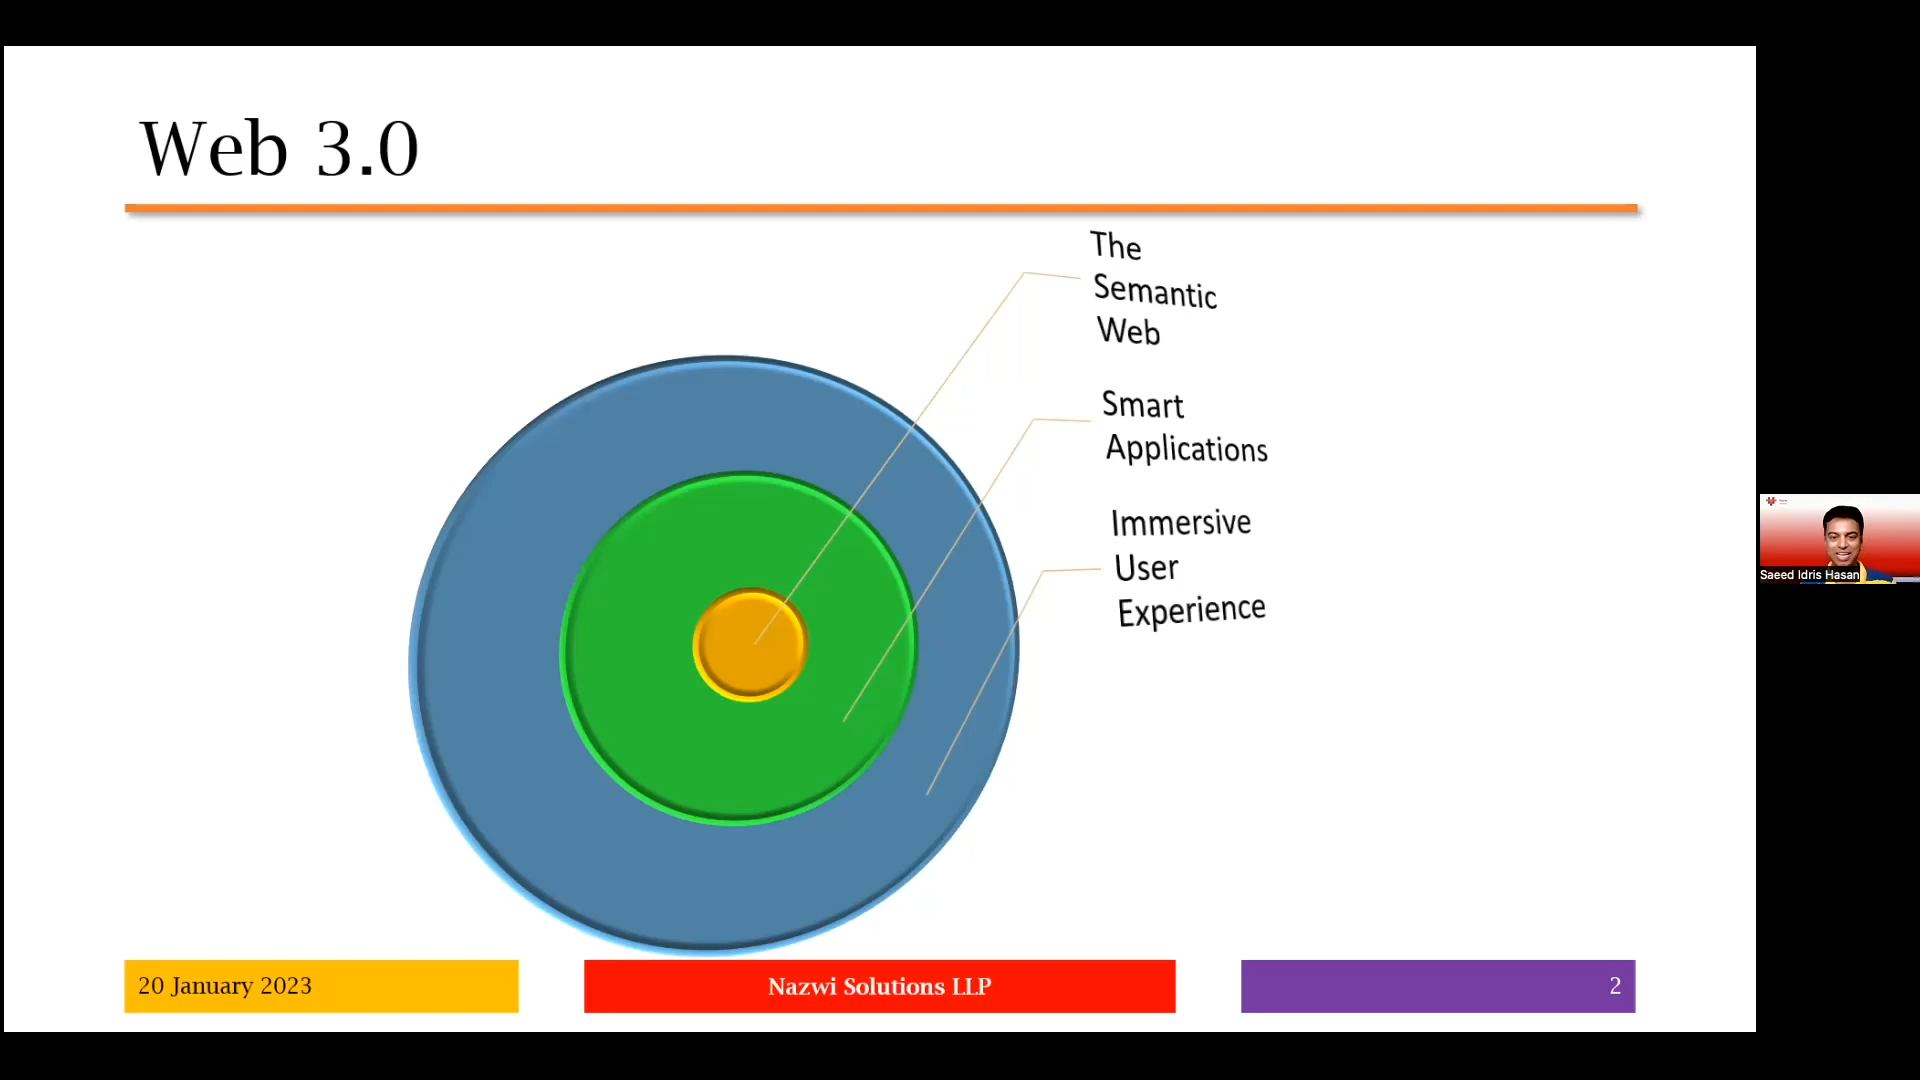 Web 3.0
The
Semantic
Web
Smart
Applications
Immersive
User
Experience
Saeed Idris Hasan
20 January 2023
Nazwi Solutions LLP
2